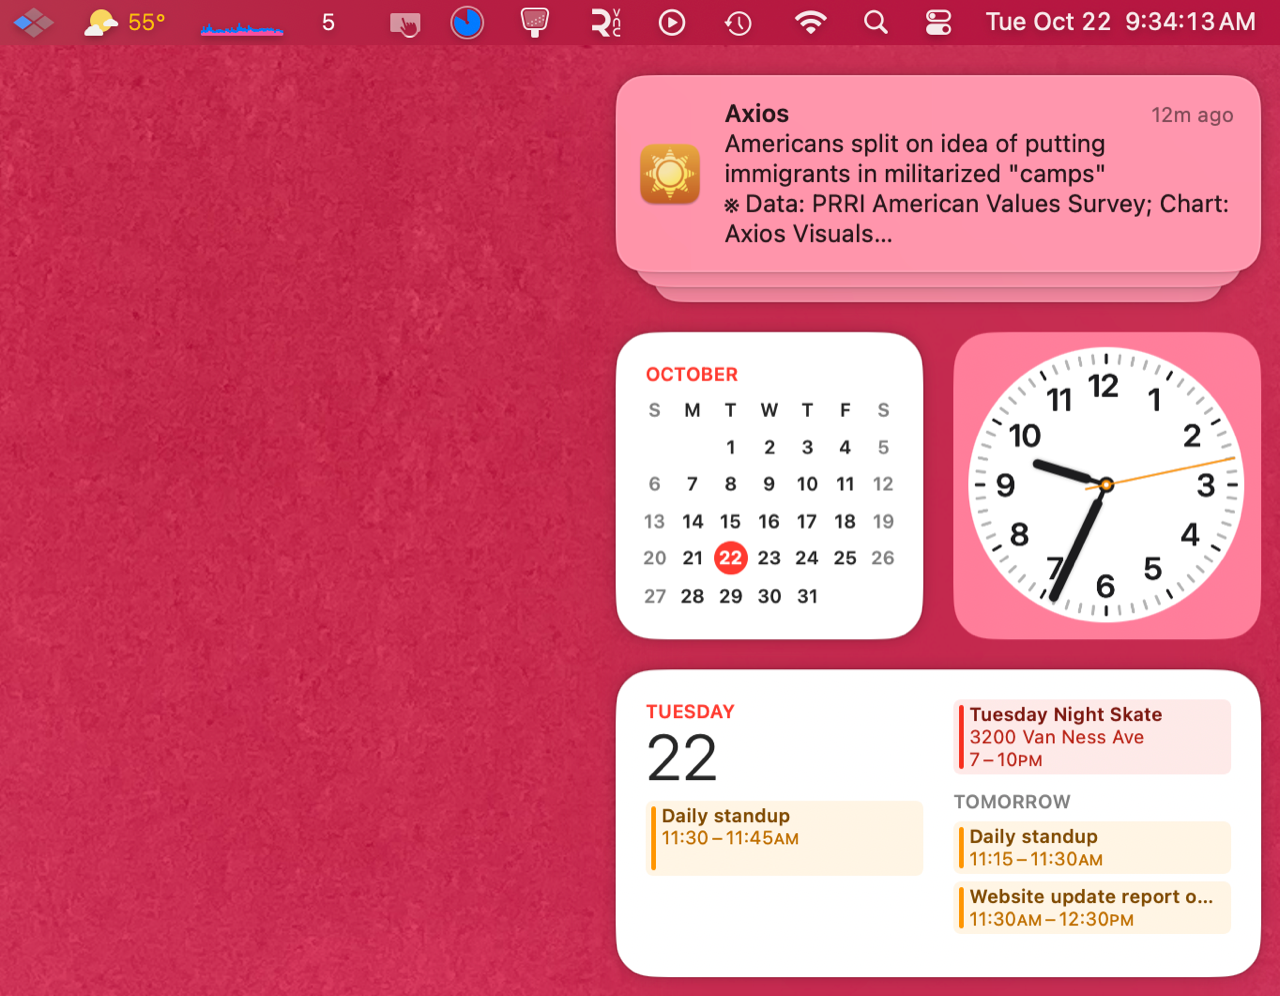 55°
5
VNC
Tue Oct 22 9:34:13 AM
Axios
12m ago
Americans split on idea of putting
immigrants in militarized "camps"
※ Data: PRRI American Values Survey; Chart:
Axios Visuals...
OCTOBER
S M T W T F S
1 2 3 4 5
6 7 8 9 10 11 12
13 14 15 16 17 18 19
20 21 22 23 24 25 26
27 28 29 30 31
12
1
2
3
4
5
6
7
8
9
10
11
TUESDAY
22
Daily standup
11:30–11:45AM
Tuesday Night Skate
3200 Van Ness Ave
7–10PM
TOMORROW
Daily standup
11:15–11:30AM
Website update report o...
11:30AM–12:30PM